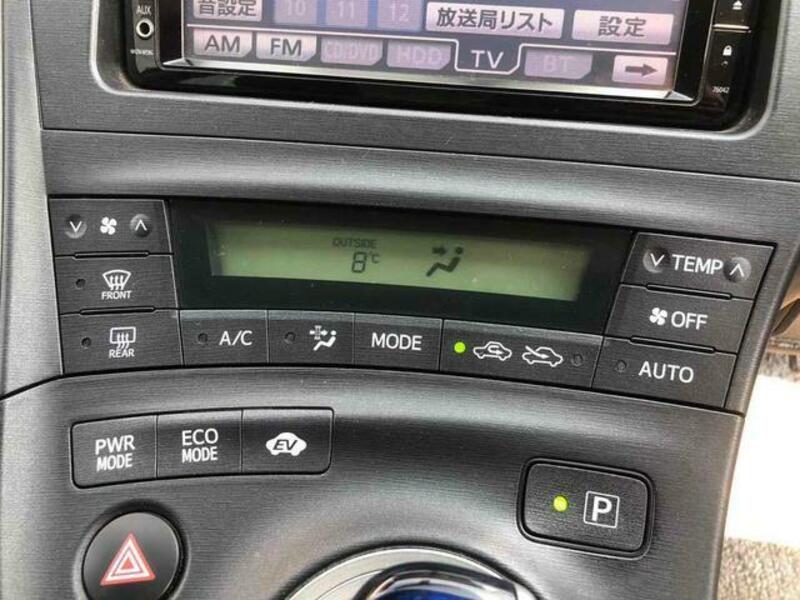 AUX
音設定 10 11 12 放送局リスト 設定
AM FM CD/DVD HDD TV BT
76042
OUTSIDE
8°C
TEMP
FRONT
OFF
REAR
A/C
MODE
AUTO
PWR MODE
ECO MODE
EV
P